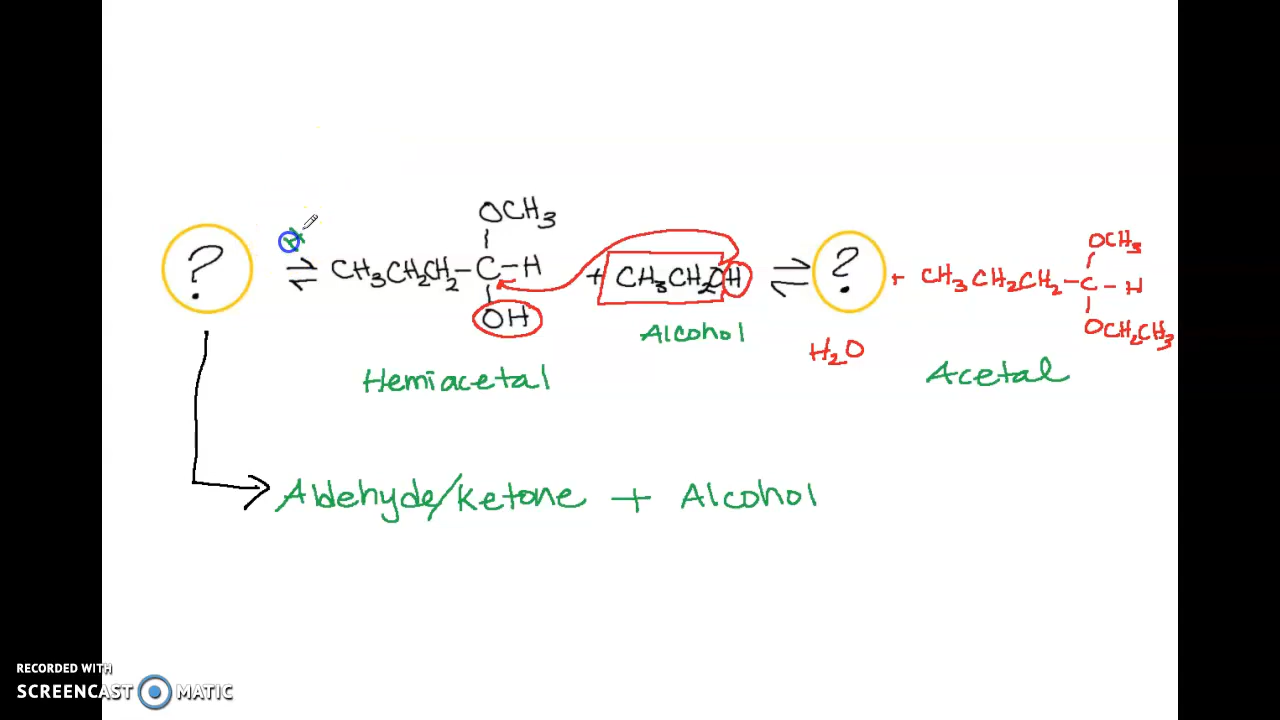 OCH3
OCH3
? ⇌ CH3CH2CH2-C-H + CH3CH2OH ⇌ ? + CH3CH2CH2-C-H
OH
OCH2CH3
Alcohol
H2O
Hemiacetal
Acetal
Aldehyde/Ketone + Alcohol
RECORDED WITH
SCREENCAST MATIC